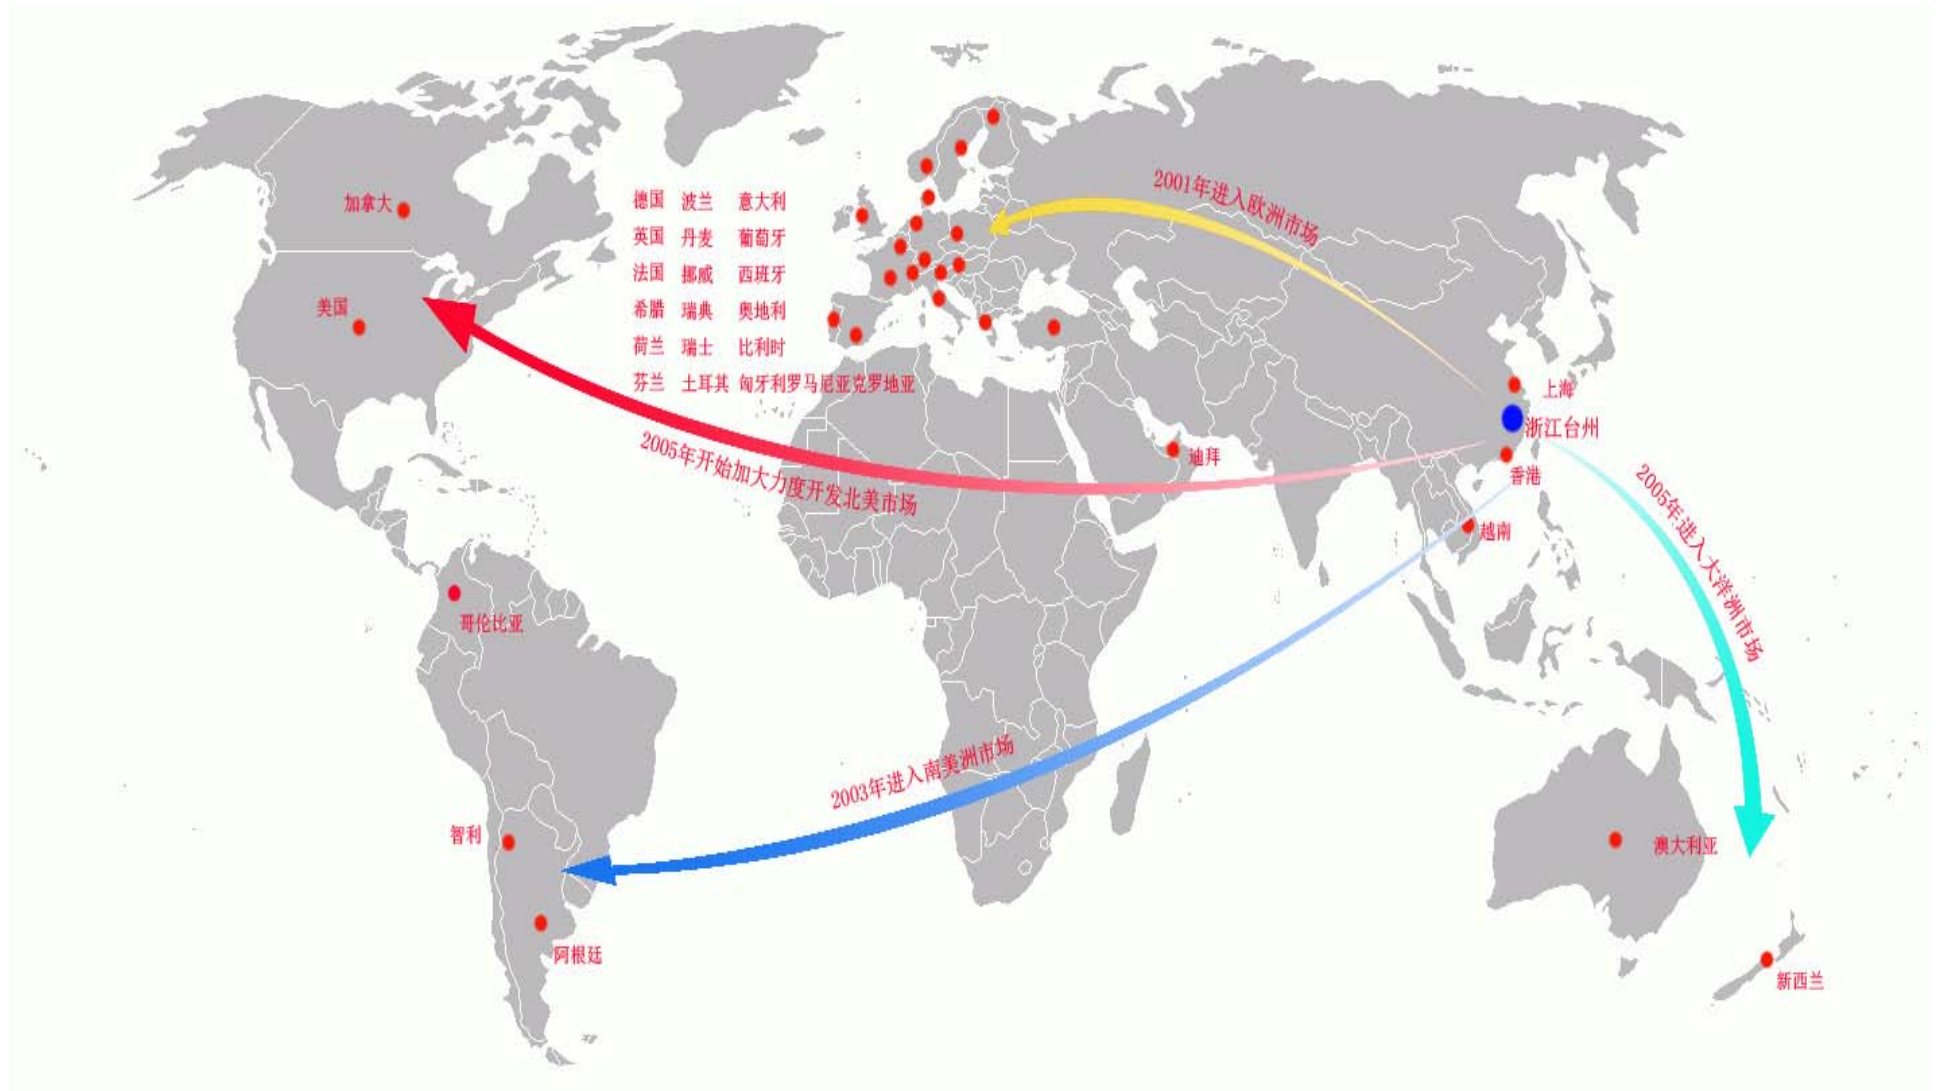 2001年进入欧洲市场
德国 波兰 意大利
英国 丹麦 葡萄牙
法国 挪威 西班牙
希腊 瑞典 奥地利
荷兰 瑞士 比利时
芬兰 土耳其 匈牙利罗马尼亚克罗地亚
加拿大
美国
2005年开始加大力度开发北美市场
上海
浙江台州
迪拜
香港
越南
2005年进入大洋洲市场
哥伦比亚
2003年进入南美洲市场
智利
澳大利亚
阿根廷
新西兰